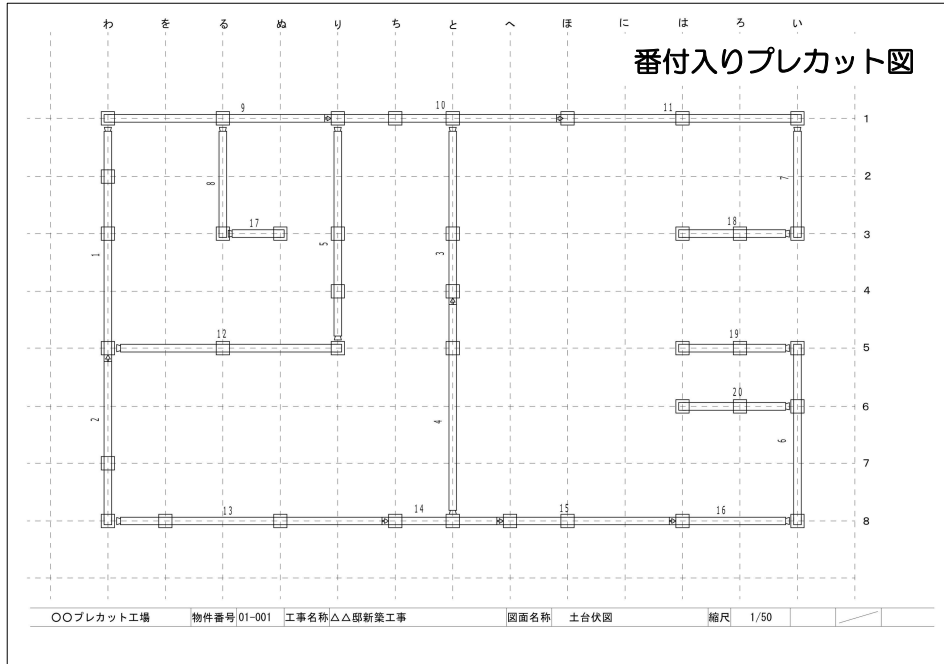 わ を る ぬ り ち と へ ほ に は ろ い
番付入りプレカット図
9 10 11 1
8 7 2
17 18
1 5 3 3
4
12 19 5
20
2 4 6 6
7
13 14 15 16
8
〇〇プレカット工場 物件番号 01-001 工事名称 △△邸新築工事 図面名称 土台伏図 縮尺 1/50